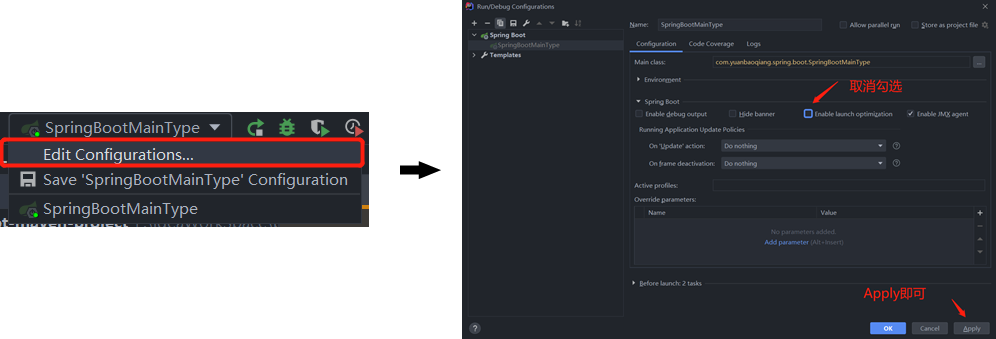 SpringBootMainType
Edit Configurations...
Save 'SpringBootMainType' Configuration
SpringBootMainType
Run/Debug Configurations
Spring Boot
SpringBootMainType
Templates
Name: SpringBootMainType
Allow parallel run
Store as project file
Configuration Code Coverage Logs
Main class: com.yuanbaoqiang.spring.boot.SpringBootMainType ...
Environment
取消勾选
Spring Boot
Enable debug output
Hide banner
Enable launch optimization
Enable JMX agent
Running Application Update Policies
On 'Update' action: Do nothing
On frame deactivation: Do nothing
Active profiles:
Override parameters:
Name Value
No parameters added.
Add parameter (Alt+Insert)
Before launch: 2 tasks
Apply即可
? OK Cancel Apply